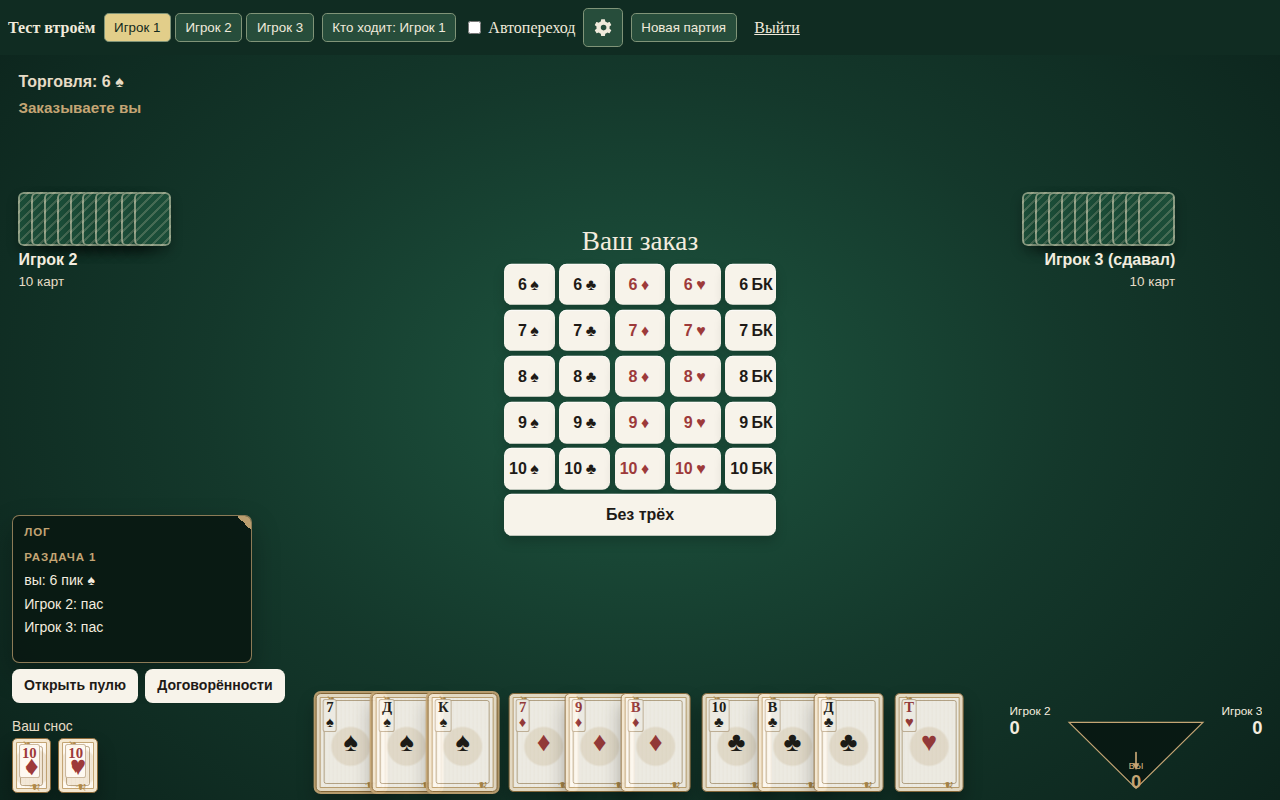 Тест втроём Игрок 1 Игрок 2 Игрок 3 Кто ходит: Игрок 1 Автопереход Новая партия Выйти
Торговля: 6 ♠
Заказываете вы
Игрок 2
10 карт
Игрок 3 (сдавал)
10 карт
Ваш заказ
6 ♠ 6 ♣ 6 ♦ 6 ♥ 6 БК
7 ♠ 7 ♣ 7 ♦ 7 ♥ 7 БК
8 ♠ 8 ♣ 8 ♦ 8 ♥ 8 БК
9 ♠ 9 ♣ 9 ♦ 9 ♥ 9 БК
10 ♠ 10 ♣ 10 ♦ 10 ♥ 10 БК
Без трёх
ЛОГ
РАЗДАЧА 1
вы: 6 пик ♠
Игрок 2: пас
Игрок 3: пас
Открыть пулю Договорённости
Ваш снос
10 ♦ 10 ♥
7 ♠ Д ♠ К ♠ 7 ♦ 9 ♦ В ♦ 10 ♣ В ♣ Д ♣ Т ♥
Игрок 2
0
Игрок 3
0
вы
0